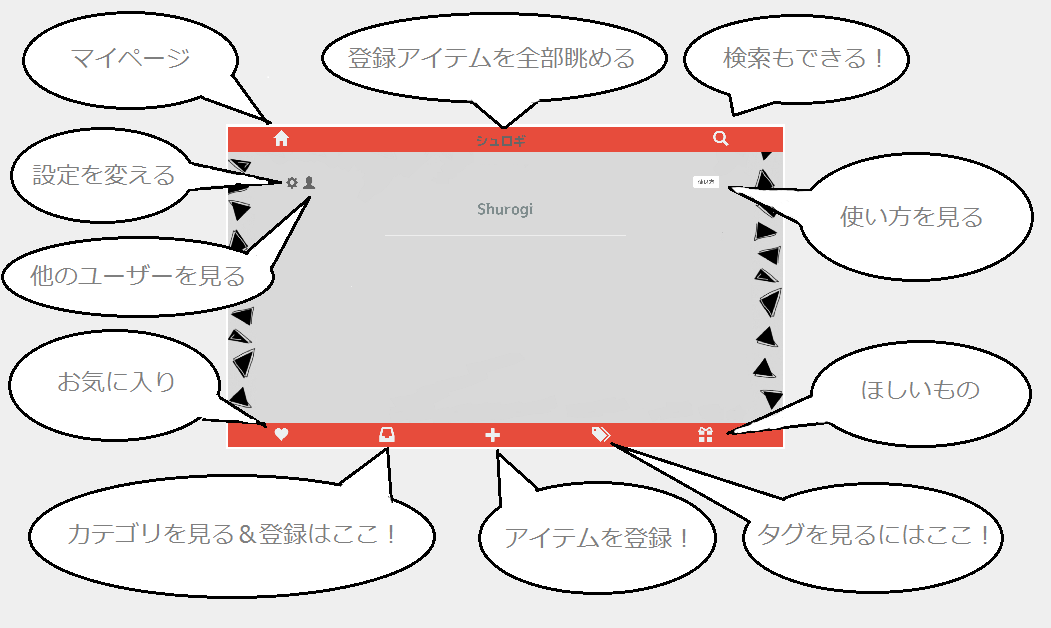 マイページ
登録アイテムを全部眺める
検索もできる！
シュロギ
設定を変える
使い方
使い方を見る
Shurogi
他のユーザーを見る
お気に入り
ほしいもの
カテゴリを見る＆登録はここ！
アイテムを登録！
タグを見るにはここ！